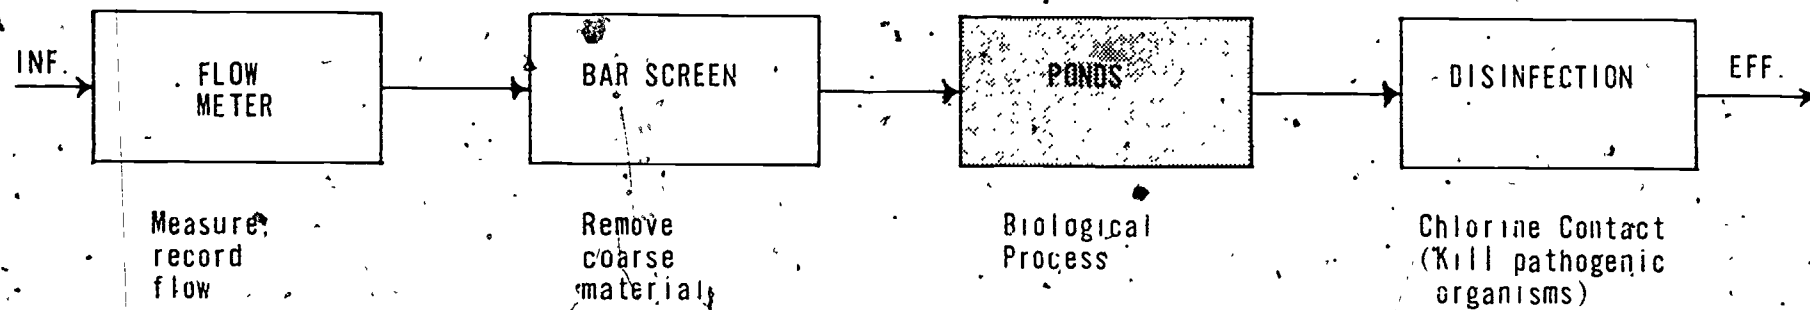 INF.
FLOW
METER
BAR SCREEN
PONDS
DISINFECTION
EFF.
Measure,
record
flow
Remove
coarse
material
Biological
Process
Chlorine Contact
(Kill pathogenic
organisms)